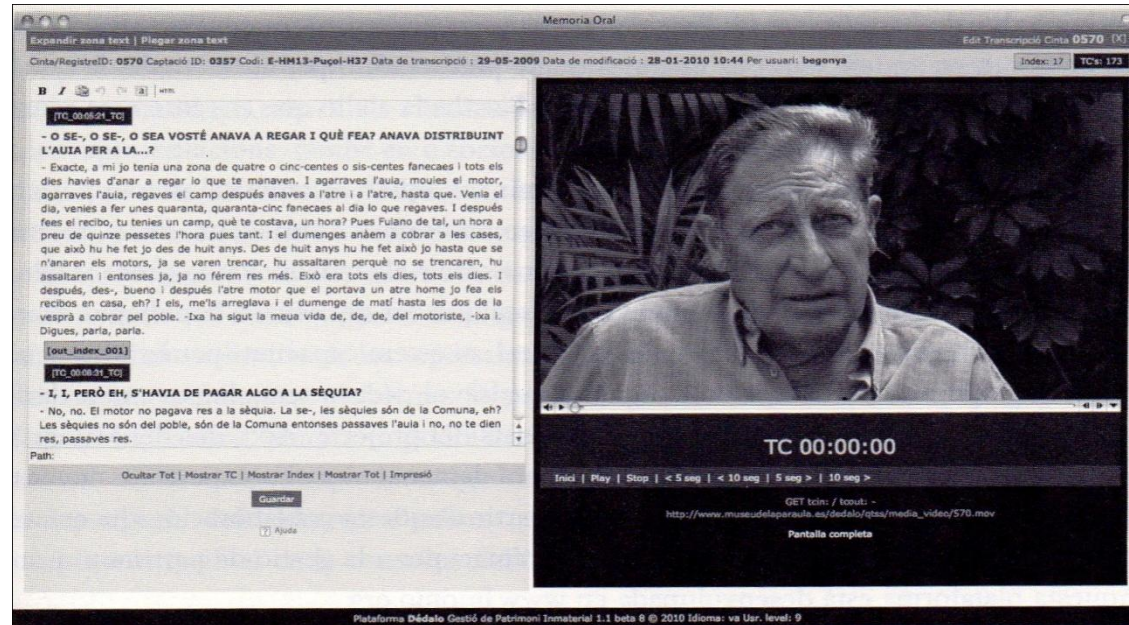 Memoria Oral
Expandir zona text | Plegar zona text
Edit Transcripció Cinta 0570 [X]
Cinta/RegistreID: 0570 Captació ID: 0357 Codi: E-HM13-Puçol-H37 Data de transcripció : 29-05-2009 Data de modificació : 28-01-2010 10:44 Per usuari: begonya
Index: 17
TC's: 173
B I HTML
[TC_00:05:21_TC]
- O SE-, O SE-, O SEA VOSTÉ ANAVA A REGAR I QUÈ FEA? ANAVA DISTRIBUINT
L'AUIA PER A LA...?
- Exacte, a mi jo tenia una zona de quatre o cinc-centes o sis-centes fanecaes i tots els
dies havies d'anar a regar lo que te manaven. I agarraves l'auia, movies el motor,
agarraves l'auia, regaves el camp después anaves a l'atre i a l'atre, hasta que. Venia el
dia, venies a fer unes quaranta, quaranta-cinc fanecaes al dia lo que regaves. I después
fees el recibo, tu tenies un camp, què te costava, un hora? Pues Fulano de tal, un hora a
preu de quinze pessetes l'hora pues tant. I el dumenges anàem a cobrar a les cases,
que això hu he fet jo des de huit anys. Des de huit anys hu he fet això jo hasta que se
n'anaren els motors, ja se varen trencar, hu assaltaren perquè no se trencaren, hu
assaltaren i entonses ja, ja no férem res més. Eixò era tots els dies, tots els dies. I
después, des-, bueno i después l'atre motor que el portava un atre home jo fea els
recibos en casa, eh? I els, me'ls arreglava i el dumenge de matí hasta les dos de la
vesprà a cobrar pel poble. -Ixa ha sigut la meua vida de, de, de, del motoriste, -ixa i.
Digues, parla, parla.
[out_index_001]
[TC_00:06:31_TC]
- I, I, PERÒ EH, S'HAVIA DE PAGAR ALGO A LA SÈQUIA?
- No, no. El motor no pagava res a la sèquia. La se-, les sèquies són de la Comuna, eh?
Les sèquies no són del poble, són de la Comuna entonses passaves l'auia i no, no te dien
res, passaves res.
Path:
Ocultar Tot | Mostrar TC | Mostrar Index | Mostrar Tot | Impresió
Guardar
? Ajuda
TC 00:00:00
Inici | Play | Stop | < 5 seg | < 10 seg | 5 seg > | 10 seg >
GET tcin: / tcout: -
http://www.museudelaparaula.es/dedalo/qtss/media_video/570.mov
Pantalla completa
Plataforma Dédalo Gestió de Patrimoni Inmaterial 1.1 beta 8 © 2010 Idioma: va Usr. level: 9